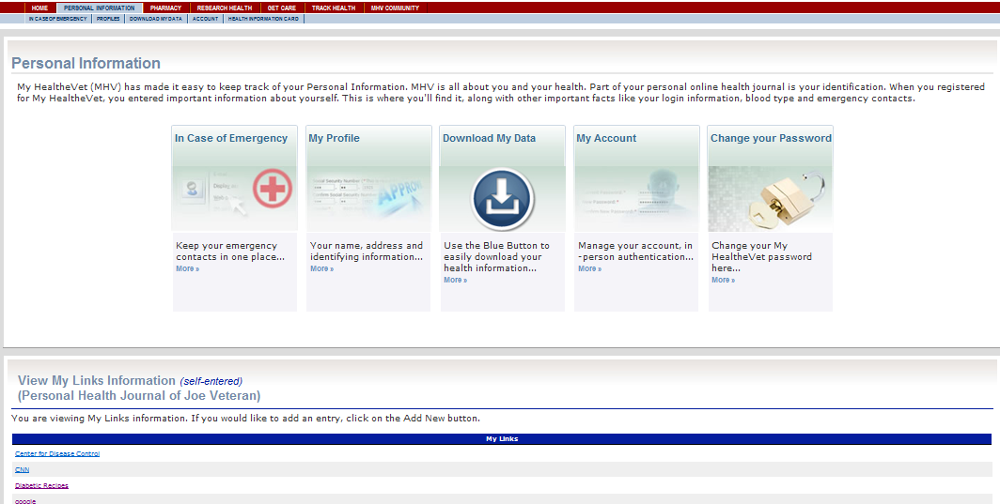 HOME PERSONAL INFORMATION PHARMACY RESEARCH HEALTH GET CARE TRACK HEALTH MHV COMMUNITY
IN CASE OF EMERGENCY PROFILES DOWNLOAD MY DATA ACCOUNT HEALTH INFORMATION CARD
Personal Information
My HealtheVet (MHV) has made it easy to keep track of your Personal Information. MHV is all about you and your health. Part of your personal online health journal is your identification. When you registered
for My HealtheVet, you entered important information about yourself. This is where you'll find it, along with other important facts like your login information, blood type and emergency contacts.
In Case of Emergency
Keep your emergency
contacts in one place...
More »
My Profile
Social Security Number
APPROV
Your name, address and
identifying information...
More »
Download My Data
Use the Blue Button to
easily download your
health information...
More »
My Account
Manage your account, in
-person authentication...
More »
Change your Password
Change your My
HealtheVet password
here...
More »
View My Links Information (self-entered)
(Personal Health Journal of Joe Veteran)
You are viewing My Links information. If you would like to add an entry, click on the Add New button.
My Links
Center for Disease Control
CNN
Diabetic Recipes
google